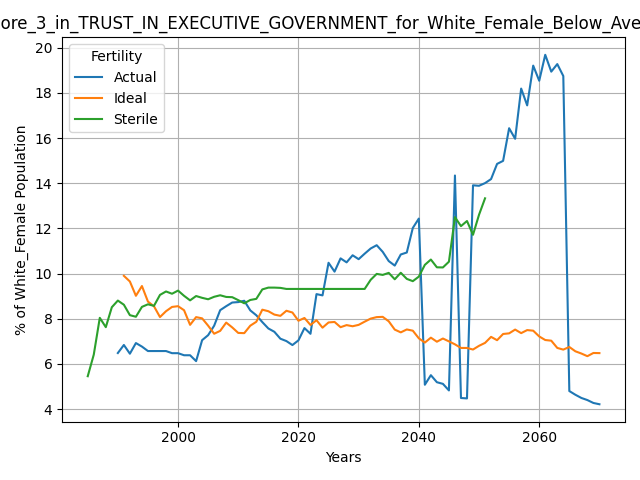 ore_3_in_TRUST_IN_EXECUTIVE_GOVERNMENT_for_White_Female_Below_Ave
20
18
16
14
12
10
8
6
4
% of White_Female Population
Fertility
Actual
Ideal
Sterile
2000
2020
2040
2060
Years